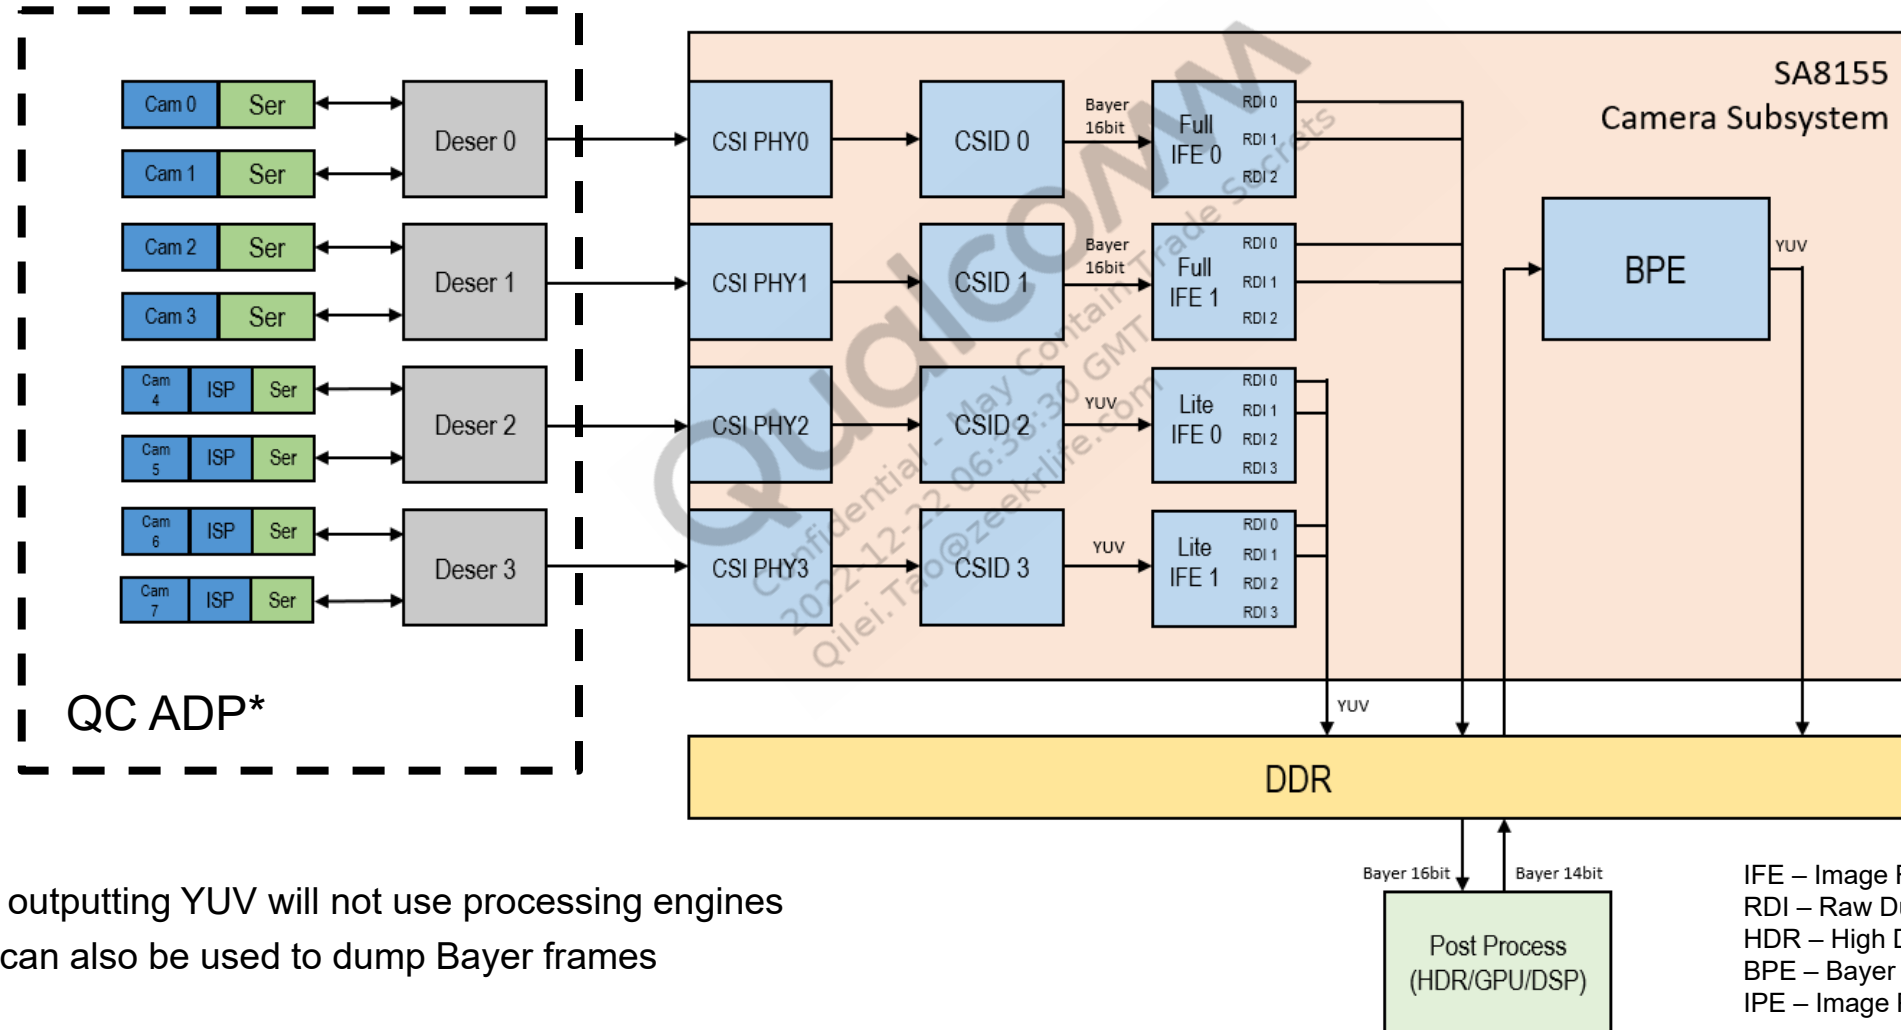 SA8155
Camera Subsystem
Cam 0
Ser
Deser 0
CSI PHY0
CSID 0
Bayer
16bit
Full
IFE 0
RDI 0
RDI 1
RDI 2
Cam 1
Ser
Cam 2
Ser
Deser 1
CSI PHY1
CSID 1
Bayer
16bit
Full
IFE 1
RDI 0
RDI 1
RDI 2
Cam 3
Ser
BPE
YUV
Cam
4
ISP
Ser
Deser 2
CSI PHY2
CSID 2
YUV
Lite
IFE 0
RDI 0
RDI 1
RDI 2
RDI 3
Cam
5
ISP
Ser
Cam
6
ISP
Ser
Deser 3
CSI PHY3
CSID 3
YUV
Lite
IFE 1
RDI 0
RDI 1
RDI 2
RDI 3
Cam
7
ISP
Ser
Qualcomm
Confidential - May Contain Trade Secrets
2022-12-22 06:38:30 GMT
Qilei.Tao@zeekrlife.com
QC ADP*
YUV
DDR
Bayer 16bit
Bayer 14bit
Post Process
(HDR/GPU/DSP)
outputting YUV will not use processing engines
can also be used to dump Bayer frames
IFE – Image
RDI – Raw
HDR – High
BPE – Bayer
IPE – Image